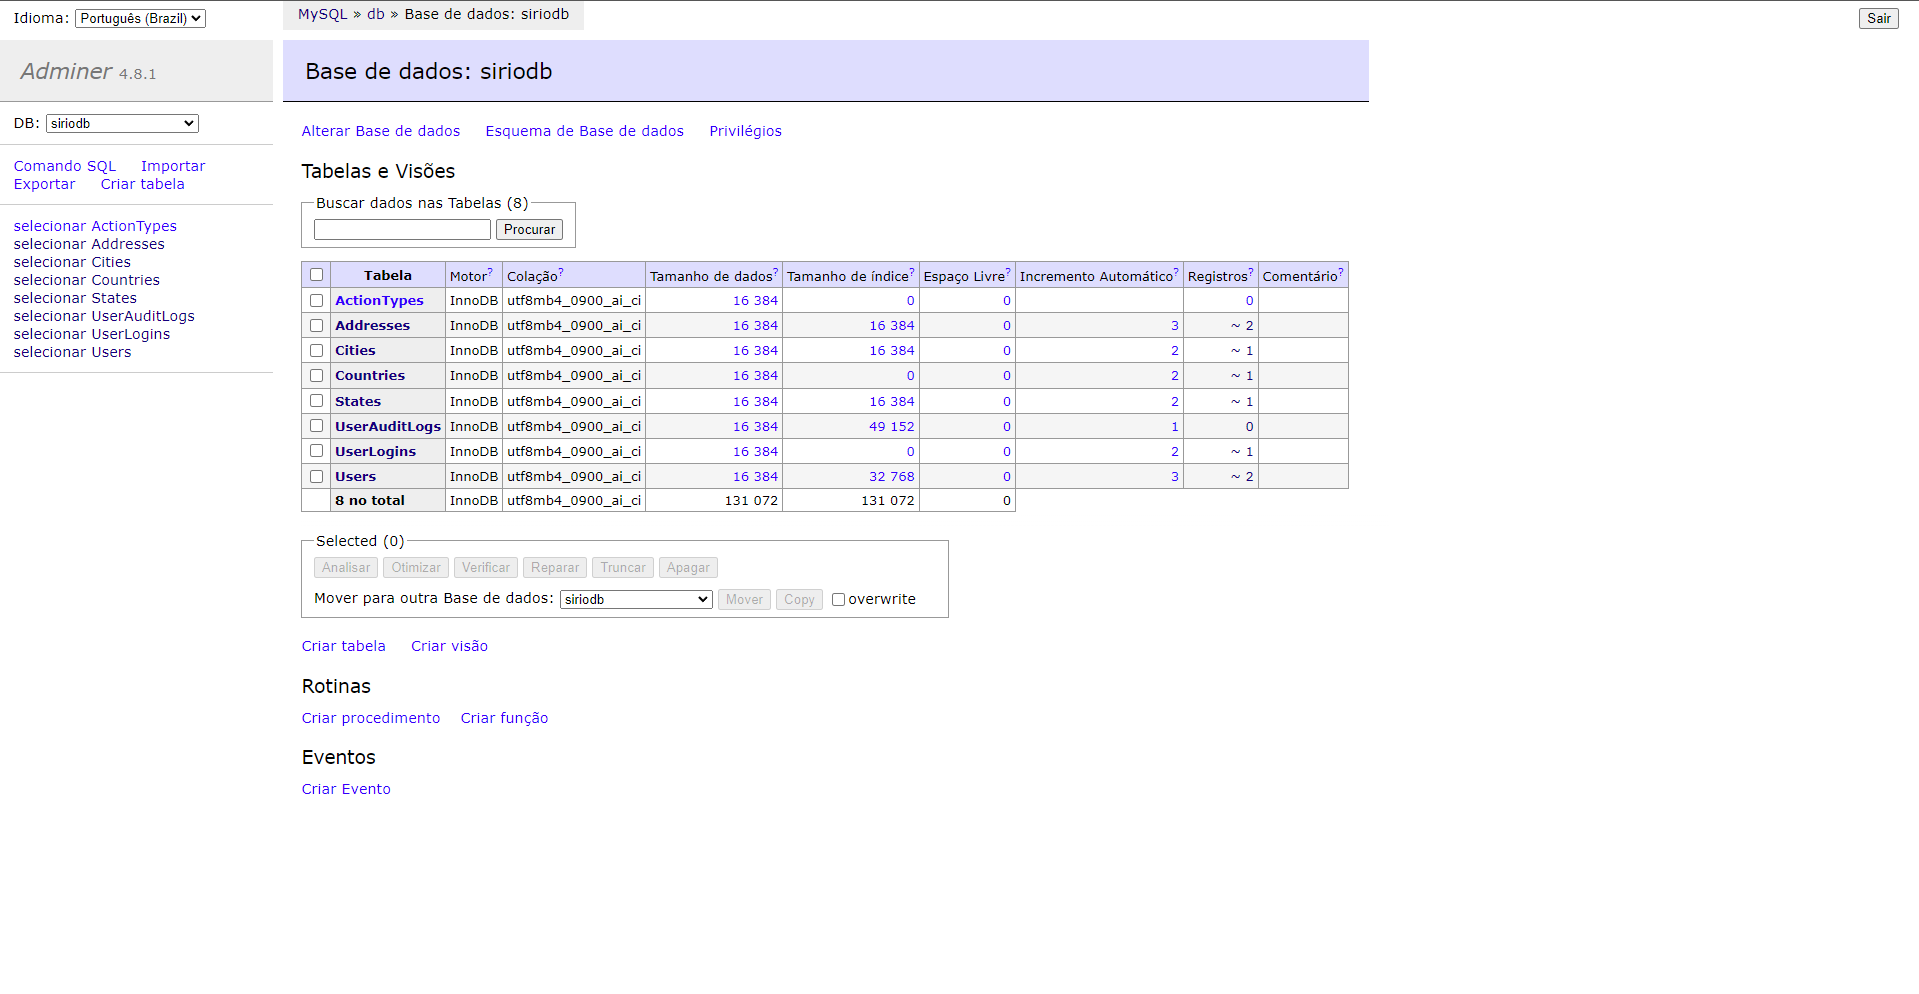 Idioma: Português (Brazil)
MySQL » db » Base de dados: siriodb
Sair
Adminer 4.8.1
Base de dados: siriodb
DB: siriodb
Alterar Base de dados Esquema de Base de dados Privilégios
Comando SQL Importar
Exportar Criar tabela
selecionar ActionTypes
selecionar Addresses
selecionar Cities
selecionar Countries
selecionar States
selecionar UserAuditLogs
selecionar UserLogins
selecionar Users
Tabelas e Visões
Buscar dados nas Tabelas (8)
Procurar
Tabela Motor? Colação? Tamanho de dados? Tamanho de índice? Espaço Livre? Incremento Automático? Registros? Comentário?
ActionTypes InnoDB utf8mb4_0900_ai_ci 16 384 0 0 0
Addresses InnoDB utf8mb4_0900_ai_ci 16 384 16 384 0 3 ~ 2
Cities InnoDB utf8mb4_0900_ai_ci 16 384 16 384 0 2 ~ 1
Countries InnoDB utf8mb4_0900_ai_ci 16 384 0 0 2 ~ 1
States InnoDB utf8mb4_0900_ai_ci 16 384 16 384 0 2 ~ 1
UserAuditLogs InnoDB utf8mb4_0900_ai_ci 16 384 49 152 0 1 0
UserLogins InnoDB utf8mb4_0900_ai_ci 16 384 0 0 2 ~ 1
Users InnoDB utf8mb4_0900_ai_ci 16 384 32 768 0 3 ~ 2
8 no total InnoDB utf8mb4_0900_ai_ci 131 072 131 072 0
Selected (0)
Analisar Otimizar Verificar Reparar Truncar Apagar
Mover para outra Base de dados: siriodb Mover Copy overwrite
Criar tabela Criar visão
Rotinas
Criar procedimento Criar função
Eventos
Criar Evento